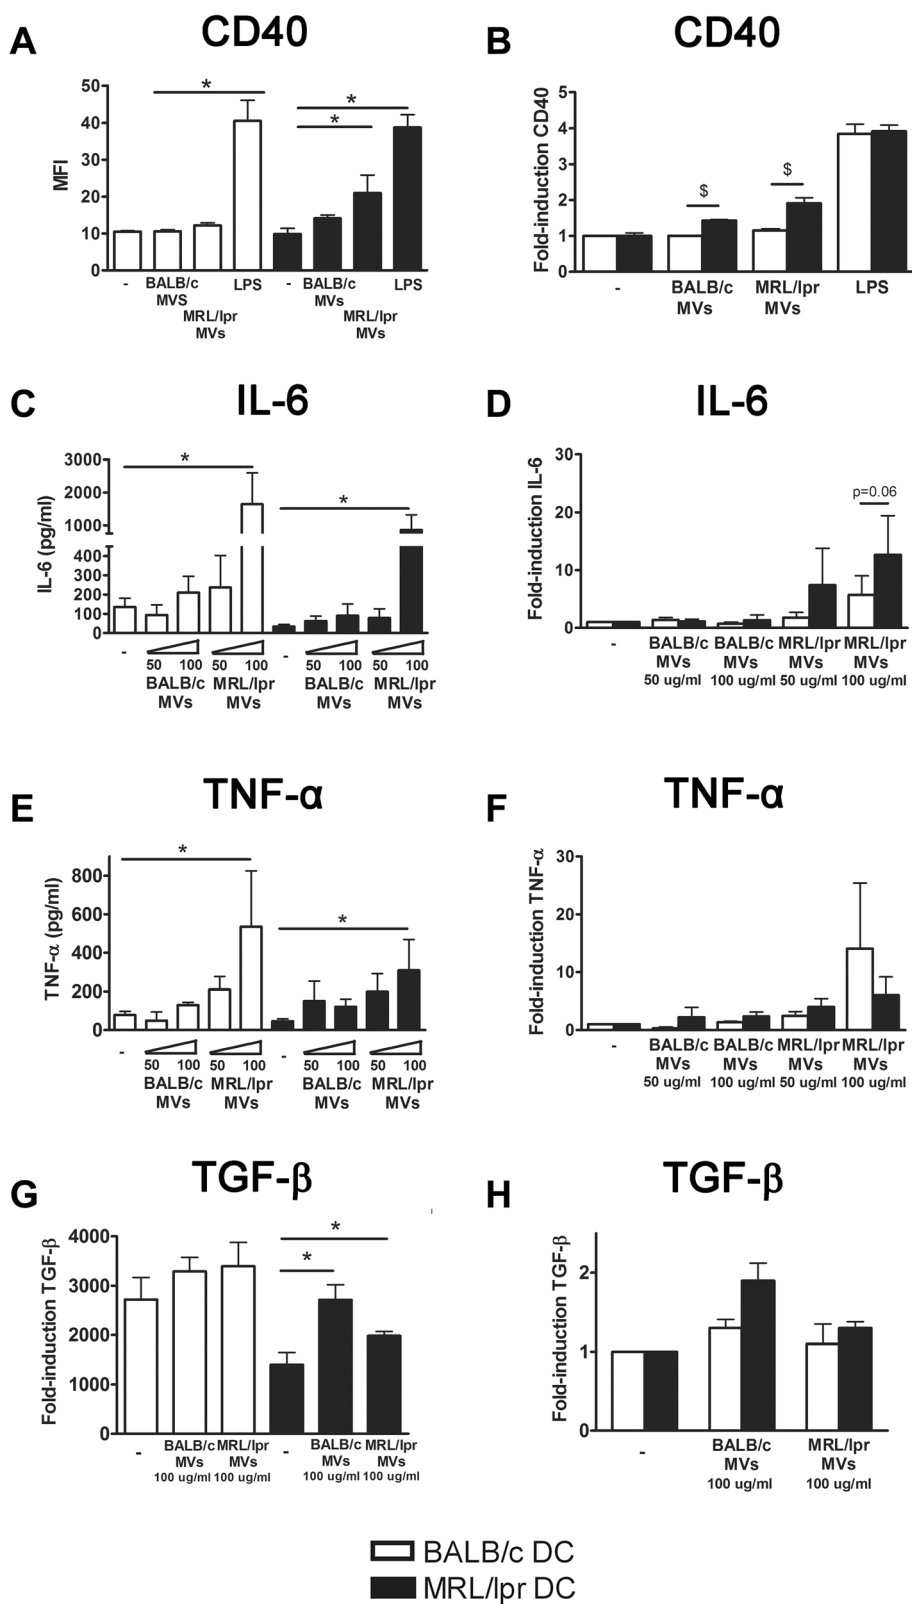 A
CD40
MFI
50
40
30
20
10
0
*
*
*
-
BALB/c
MVS
MRL/lpr
MVs
LPS
-
BALB/c
MVs
MRL/lpr
MVs
LPS
B
CD40
Fold-induction CD40
5
4
3
2
1
0
$
$
-
BALB/c
MVs
MRL/lpr
MVs
LPS
C
IL-6
IL-6 (pg/ml)
3000
2000
1000
400
300
200
100
0
*
*
-
50 100
BALB/c
MVs
50 100
MRL/lpr
MVs
-
50 100
BALB/c
MVs
50 100
MRL/lpr
MVs
D
IL-6
Fold-induction IL-6
30
20
10
0
p=0.06
-
BALB/c
MVs
50 ug/ml
BALB/c
MVs
100 ug/ml
MRL/lpr
MVs
50 ug/ml
MRL/lpr
MVs
100 ug/ml
E
TNF-α
TNF-α (pg/ml)
800
600
400
200
0
*
*
-
50 100
BALB/c
MVs
50 100
MRL/lpr
MVs
-
50 100
BALB/c
MVs
50 100
MRL/lpr
MVs
F
TNF-α
Fold-induction TNF-α
30
20
10
0
-
BALB/c
MVs
50 ug/ml
BALB/c
MVs
100 ug/ml
MRL/lpr
MVs
50 ug/ml
MRL/lpr
MVs
100 ug/ml
G
TGF-β
Fold-induction TGF-β
4000
3000
2000
1000
0
*
*
-
BALB/c
MVs
100 ug/ml
MRL/lpr
MVs
100 ug/ml
-
BALB/c
MVs
100 ug/ml
MRL/lpr
MVs
100 ug/ml
H
TGF-β
Fold-induction TGF-β
2
1
0
-
BALB/c
MVs
100 ug/ml
MRL/lpr
MVs
100 ug/ml
BALB/c DC
MRL/lpr DC